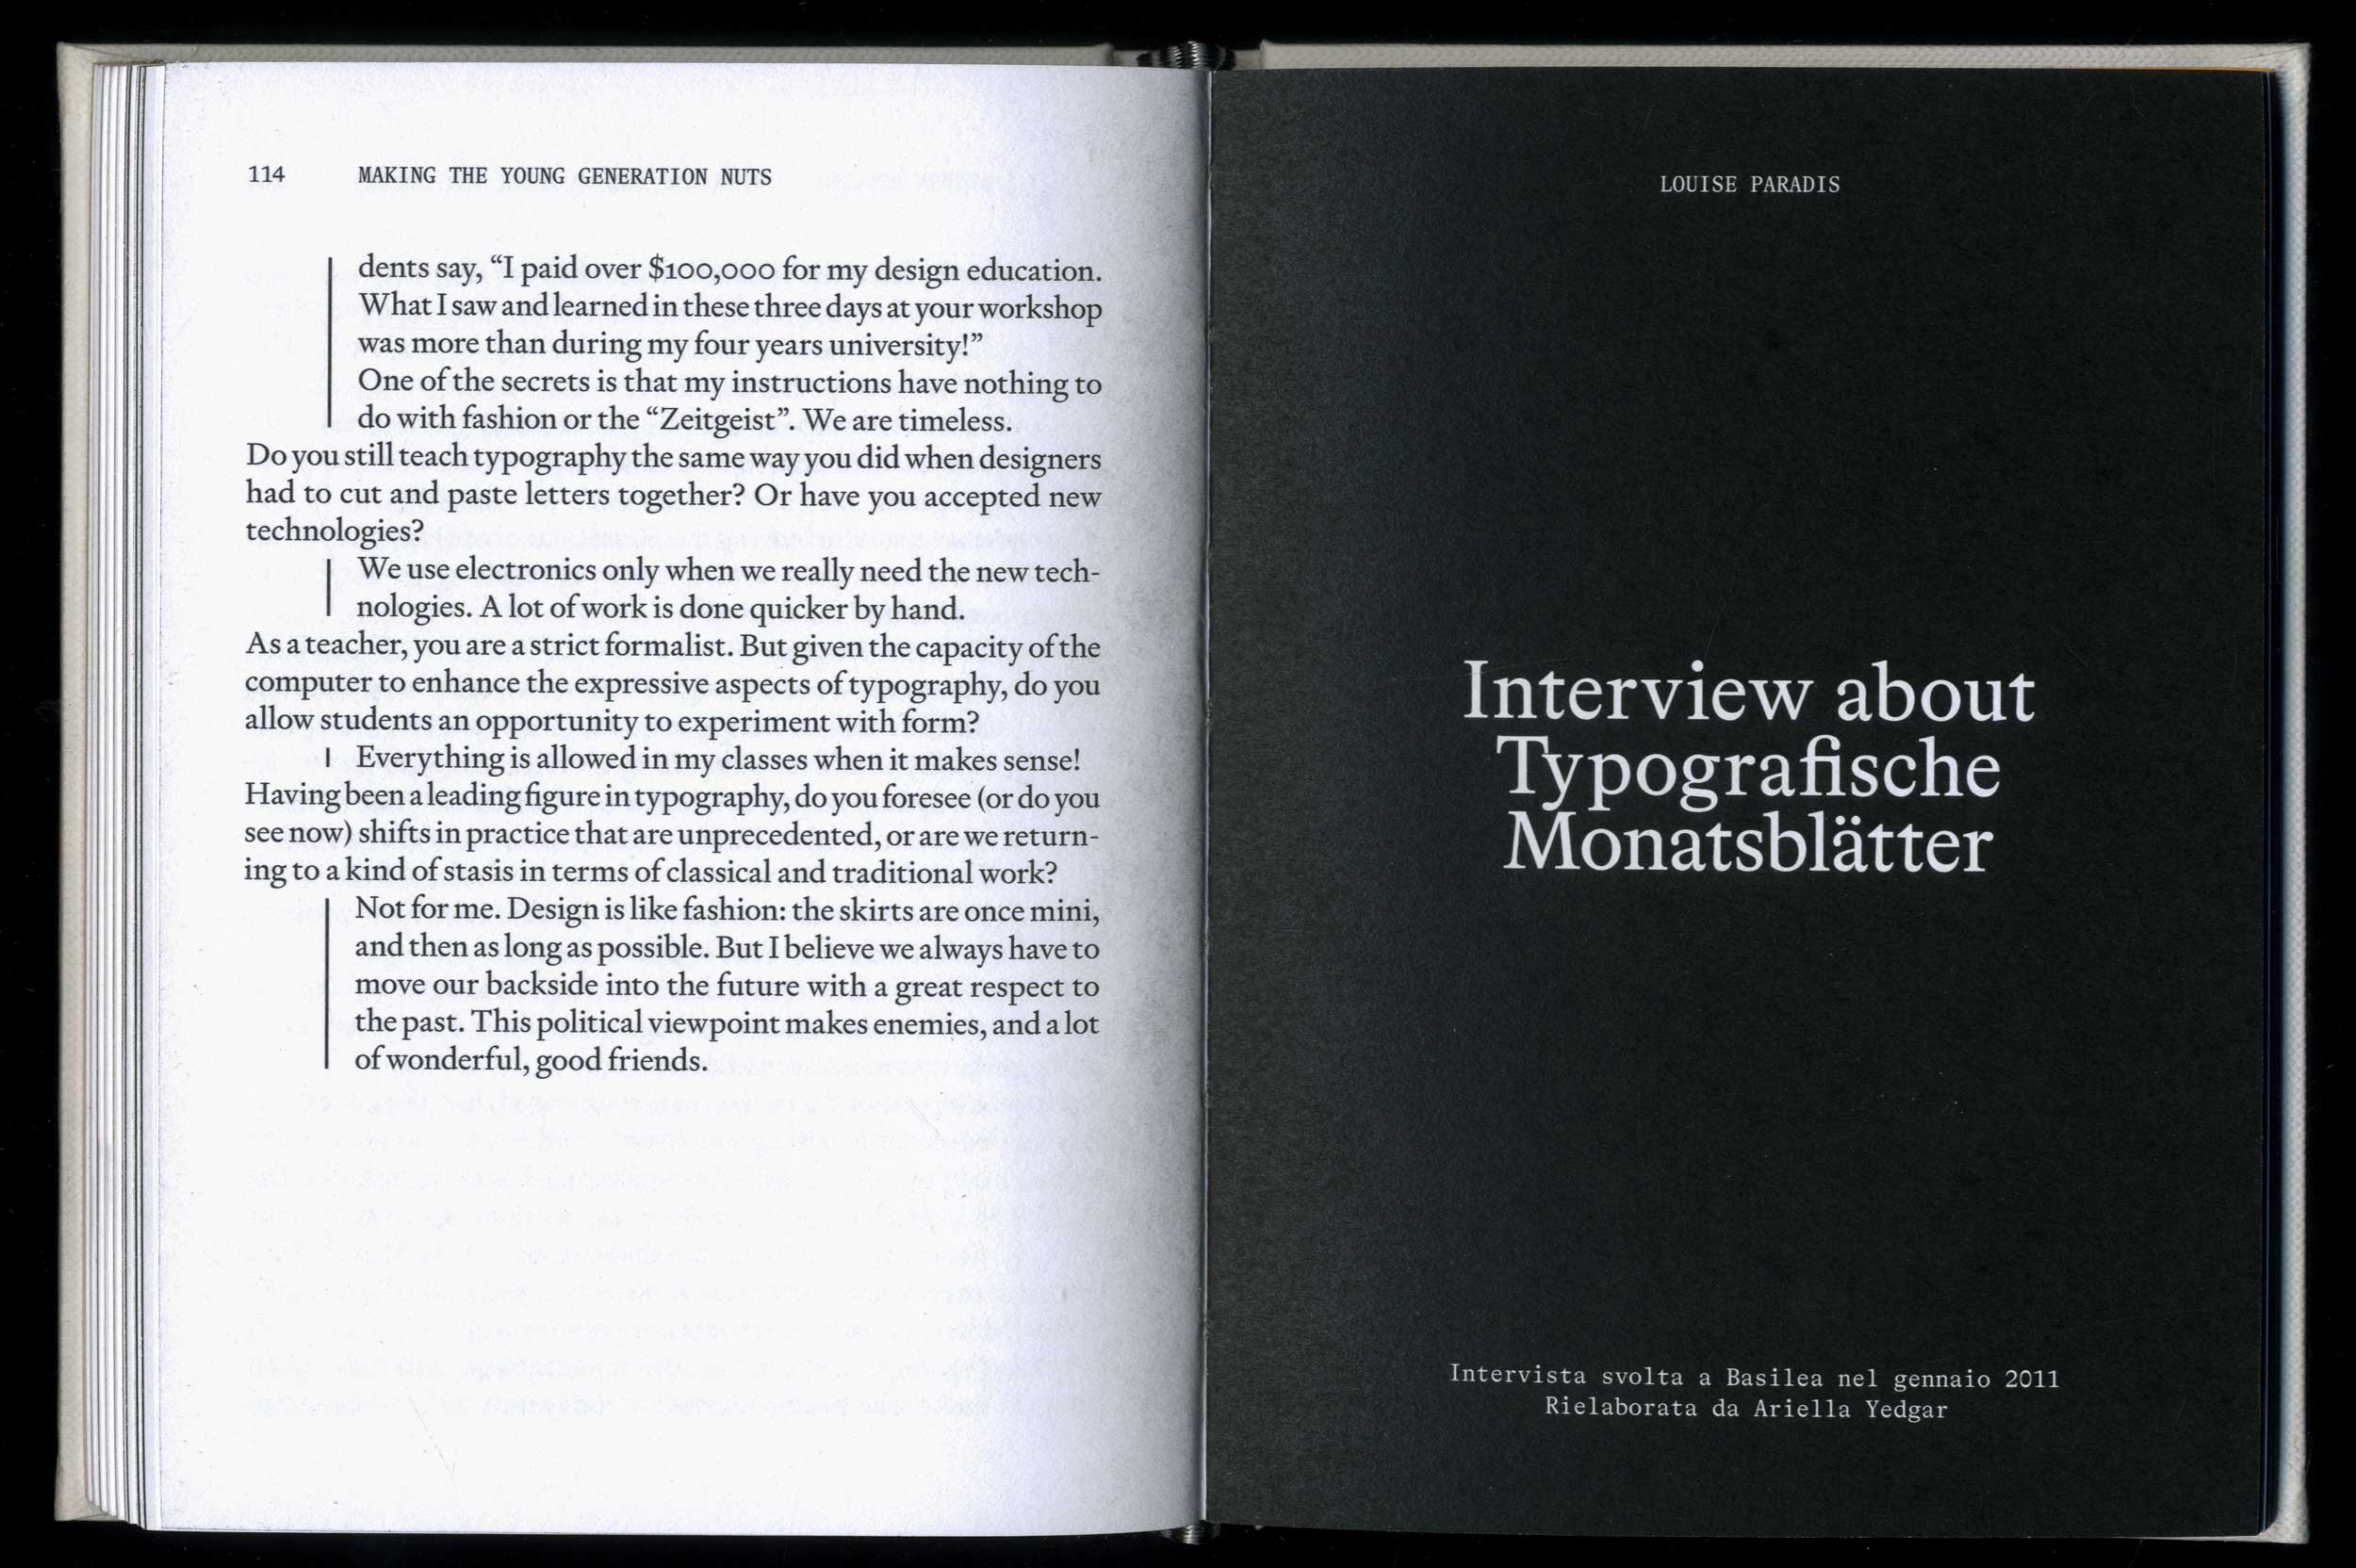 114 MAKING THE YOUNG GENERATION NUTS
dents say, “I paid over $100,000 for my design education.
What I saw and learned in these three days at your workshop
was more than during my four years university!”
One of the secrets is that my instructions have nothing to
do with fashion or the “Zeitgeist”. We are timeless.
Do you still teach typography the same way you did when designers
had to cut and paste letters together? Or have you accepted new
technologies?
We use electronics only when we really need the new tech-
nologies. A lot of work is done quicker by hand.
As a teacher, you are a strict formalist. But given the capacity of the
computer to enhance the expressive aspects of typography, do you
allow students an opportunity to experiment with form?
Everything is allowed in my classes when it makes sense!
Having been a leading figure in typography, do you foresee (or do you
see now) shifts in practice that are unprecedented, or are we return-
ing to a kind of stasis in terms of classical and traditional work?
Not for me. Design is like fashion: the skirts are once mini,
and then as long as possible. But I believe we always have to
move our backside into the future with a great respect to
the past. This political viewpoint makes enemies, and a lot
of wonderful, good friends.
LOUISE PARADIS
Interview about
Typografische
Monatsblätter
Intervista svolta a Basilea nel gennaio 2011
Rielaborata da Ariella Yedgar